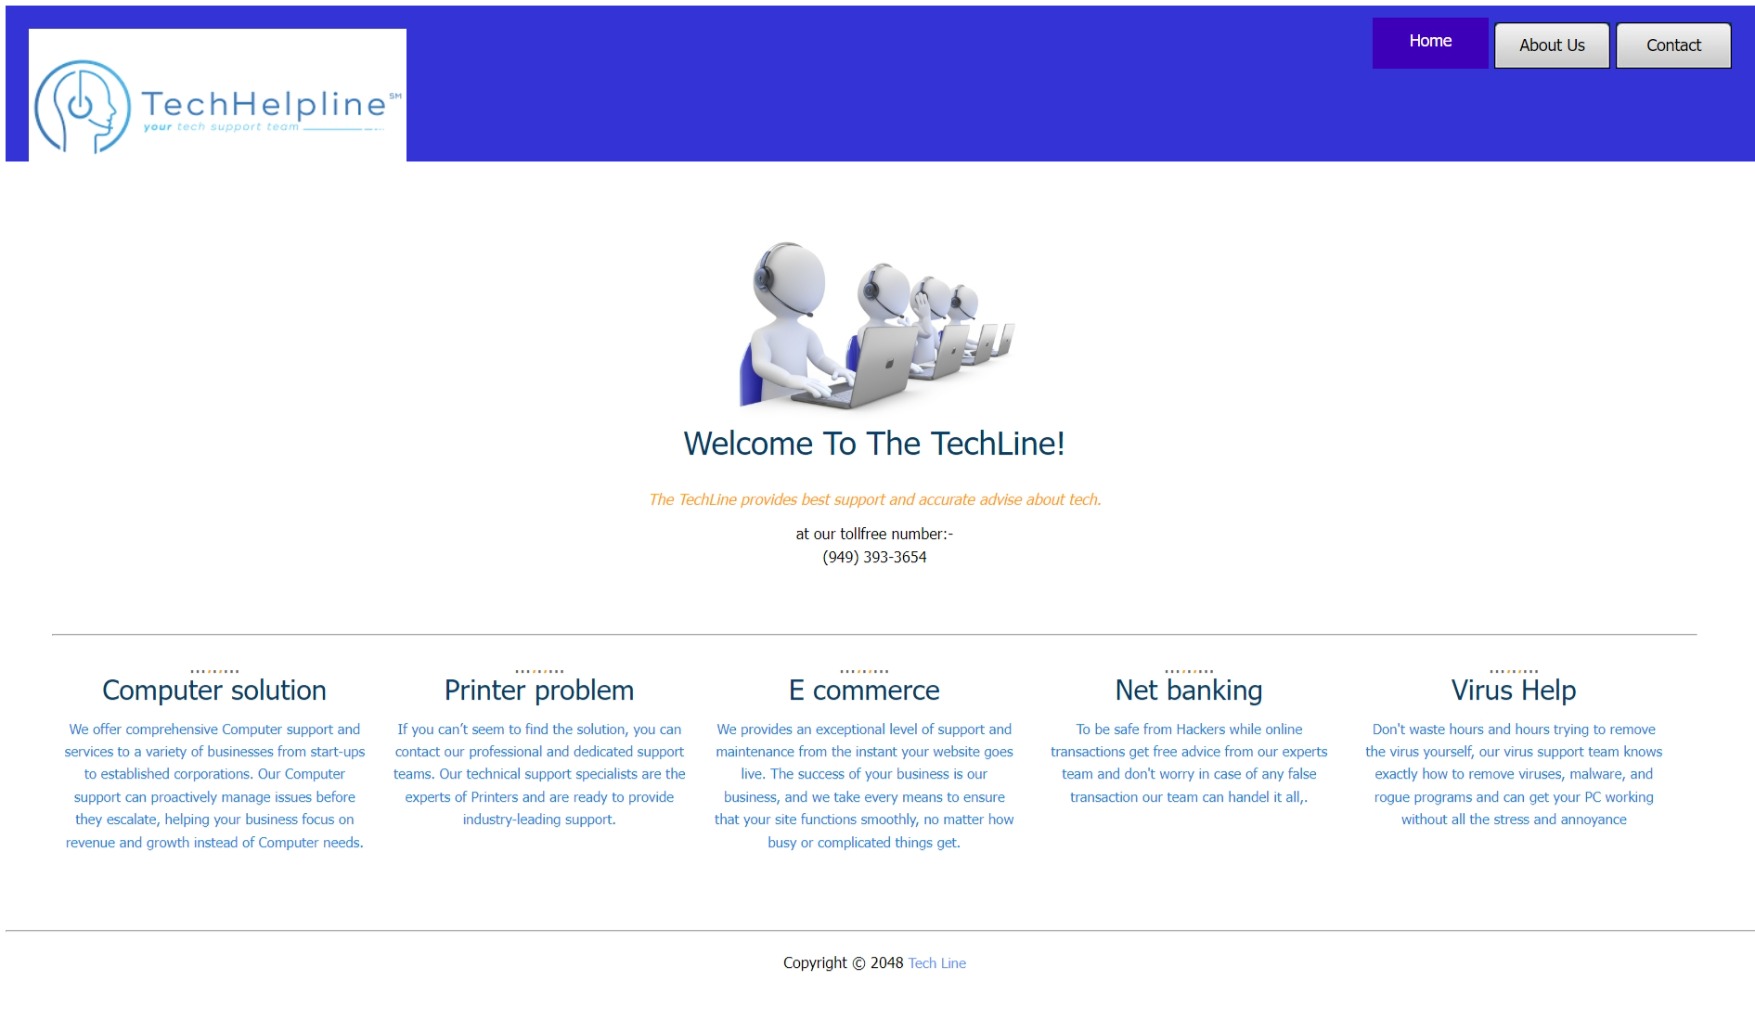 Home
About Us
Contact
TechHelpline℠
your tech support team
Welcome To The TechLine!
The TechLine provides best support and accurate advise about tech.
at our tollfree number:-
(949) 393-3654
Computer solution
We offer comprehensive Computer support and
services to a variety of businesses from start-ups
to established corporations. Our Computer
support can proactively manage issues before
they escalate, helping your business focus on
revenue and growth instead of Computer needs.
Printer problem
If you can’t seem to find the solution, you can
contact our professional and dedicated support
teams. Our technical support specialists are the
experts of Printers and are ready to provide
industry-leading support.
E commerce
We provides an exceptional level of support and
maintenance from the instant your website goes
live. The success of your business is our
business, and we take every means to ensure
that your site functions smoothly, no matter how
busy or complicated things get.
Net banking
To be safe from Hackers while online
transactions get free advice from our experts
team and don't worry in case of any false
transaction our team can handel it all,.
Virus Help
Don't waste hours and hours trying to remove
the virus yourself, our virus support team knows
exactly how to remove viruses, malware, and
rogue programs and can get your PC working
without all the stress and annoyance
Copyright © 2048 Tech Line